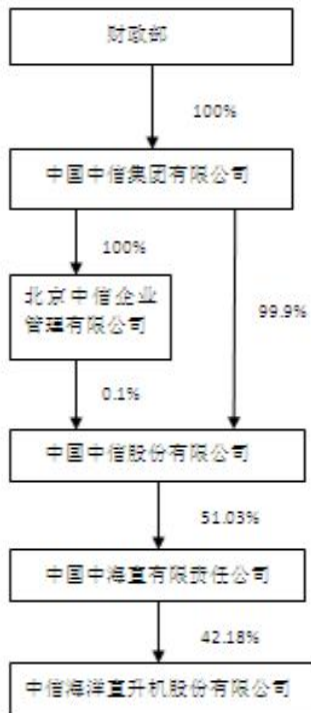 财政部
100%
中国中信集团有限公司
100%
北京中信企业
管理有限公司
99.9%
0.1%
中国中信股份有限公司
51.03%
中国中海直有限责任公司
42.18%
中信海洋直升机股份有限公司